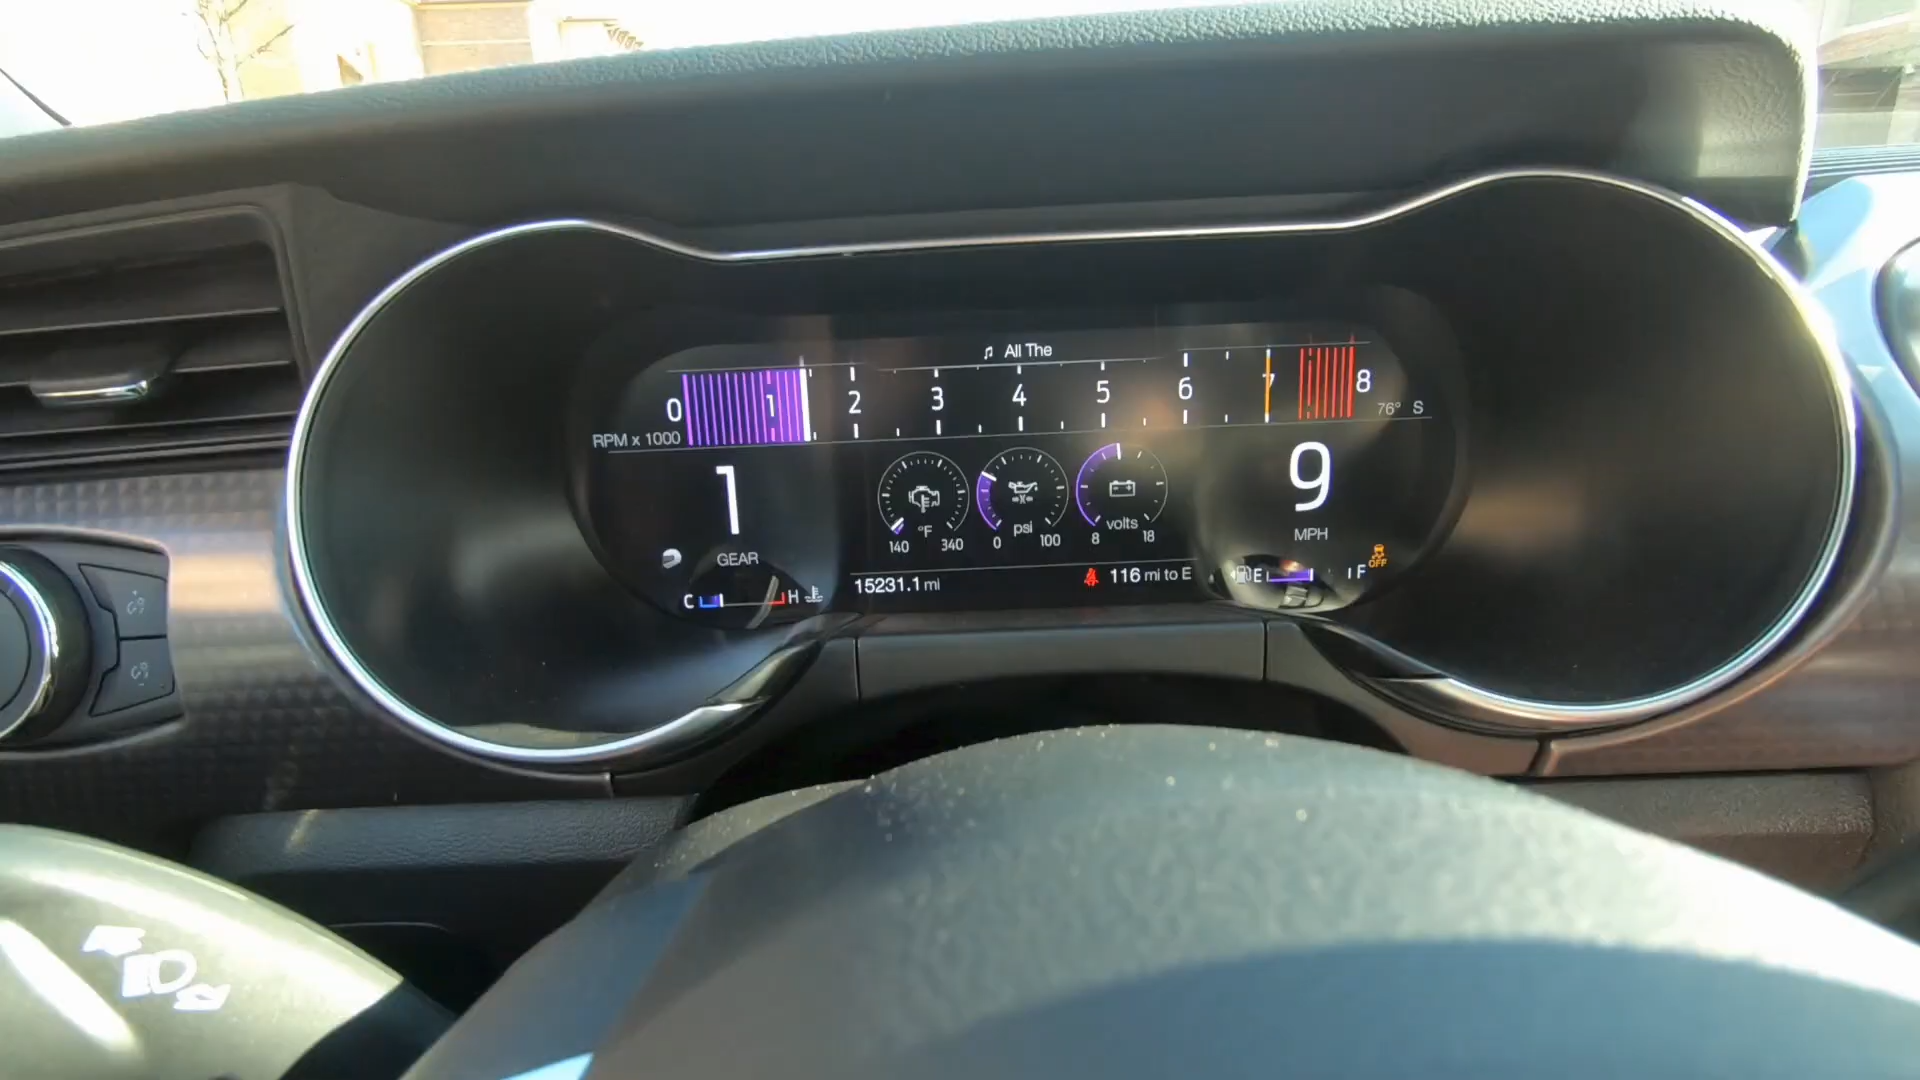 All The
0 1 2 3 4 5 6 7 8
RPM x 1000
76° S
1
GEAR
9
MPH
°F
140 340
psi
0 100
volts
8 18
C H
15231.1 mi
116 mi to E
E F
OFF